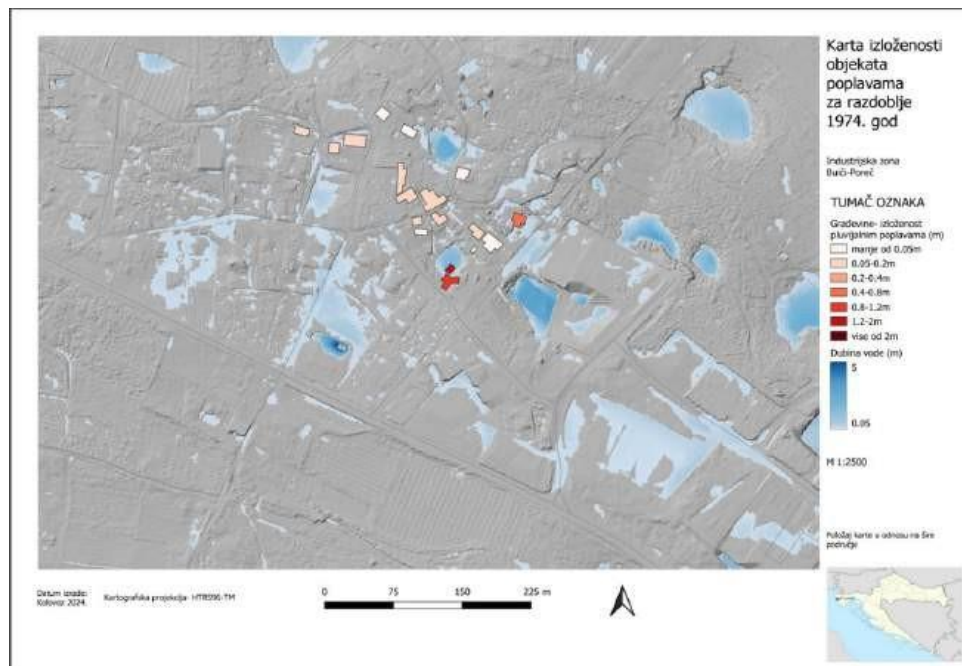 Karta izloženosti
objekata
poplavama
za razdoblje
1974. god
Industrijska zona
Buići-Poreč
TUMAČ OZNAKA
Građevine- izloženost
pluvijalnim poplavama (m)
manje od 0.05m
0.05-0.2m
0.2-0.4m
0.4-0.8m
0.8-1.2m
1.2-2m
vise od 2m
Dubina vode (m)
5
0.05
M 1:2500
Položaj karte u odnosu na šire
područje
Datum izrade:
Kolovoz 2024.
Kartografska projekcija- HTRS96-TM
0 75 150 225 m